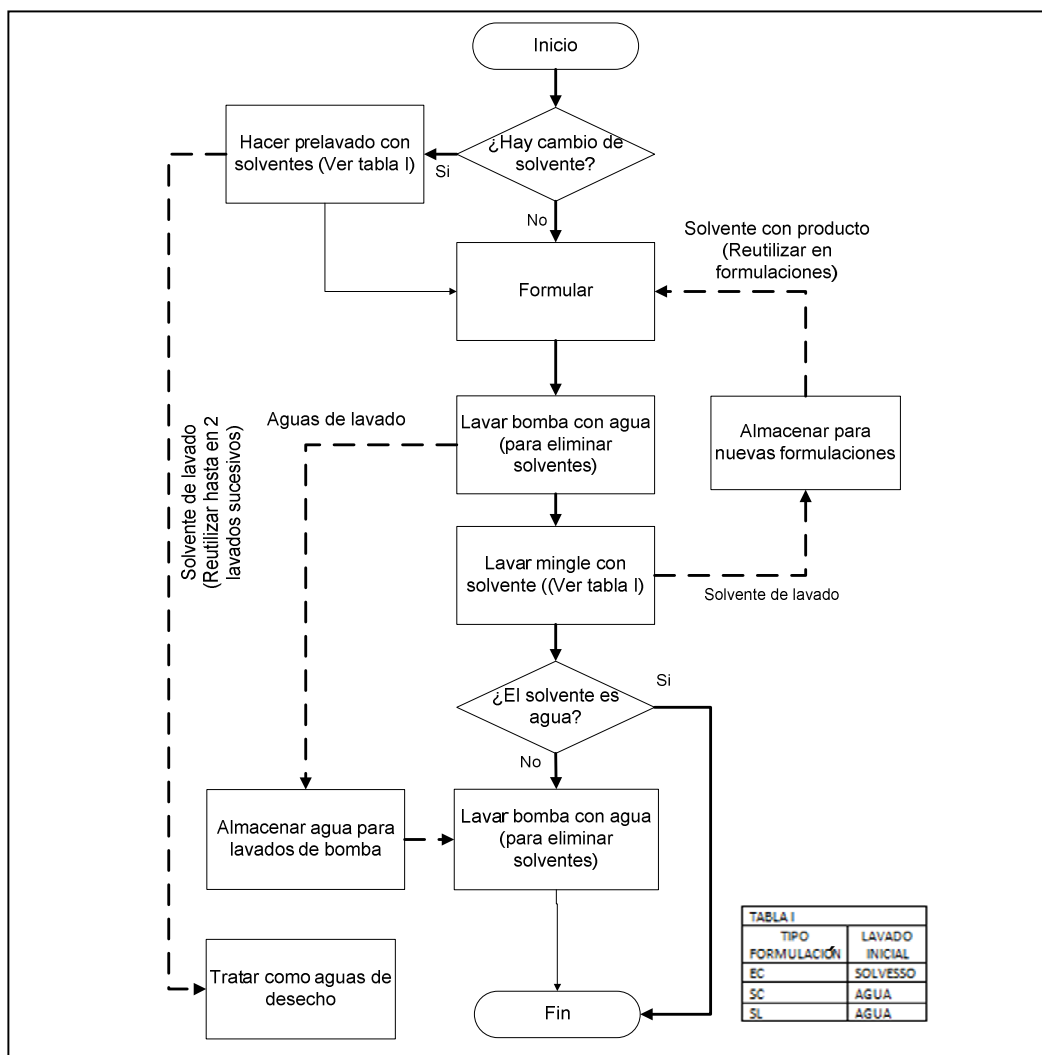 Inicio
¿Hay cambio de
solvente?
Si
No
Hacer prelavado con
solventes (Ver tabla I)
Solvente con producto
(Reutilizar en
formulaciones)
Formular
Solvente de lavado
(Reutilizar hasta en 2
lavados sucesivos)
Aguas de lavado
Lavar bomba con agua
(para eliminar
solventes)
Almacenar para
nuevas formulaciones
Lavar mingle con
solvente ((Ver tabla I)
Solvente de lavado
¿El solvente es
agua?
Si
No
Almacenar agua para
lavados de bomba
Lavar bomba con agua
(para eliminar
solventes)
Tratar como aguas de
desecho
Fin
TABLA I
TIPO
FORMULACIÓN
LAVADO
INICIAL
EC SOLVESSO
SC AGUA
SL AGUA